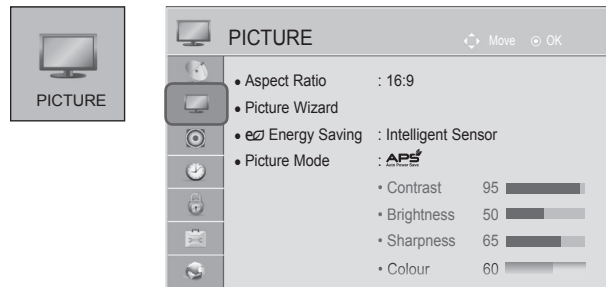 PICTURE
PICTURE Move OK
• Aspect Ratio : 16:9
• Picture Wizard
• Energy Saving : Intelligent Sensor
• Picture Mode : APS
Auto Power Save
• Contrast 95
• Brightness 50
• Sharpness 65
• Colour 60